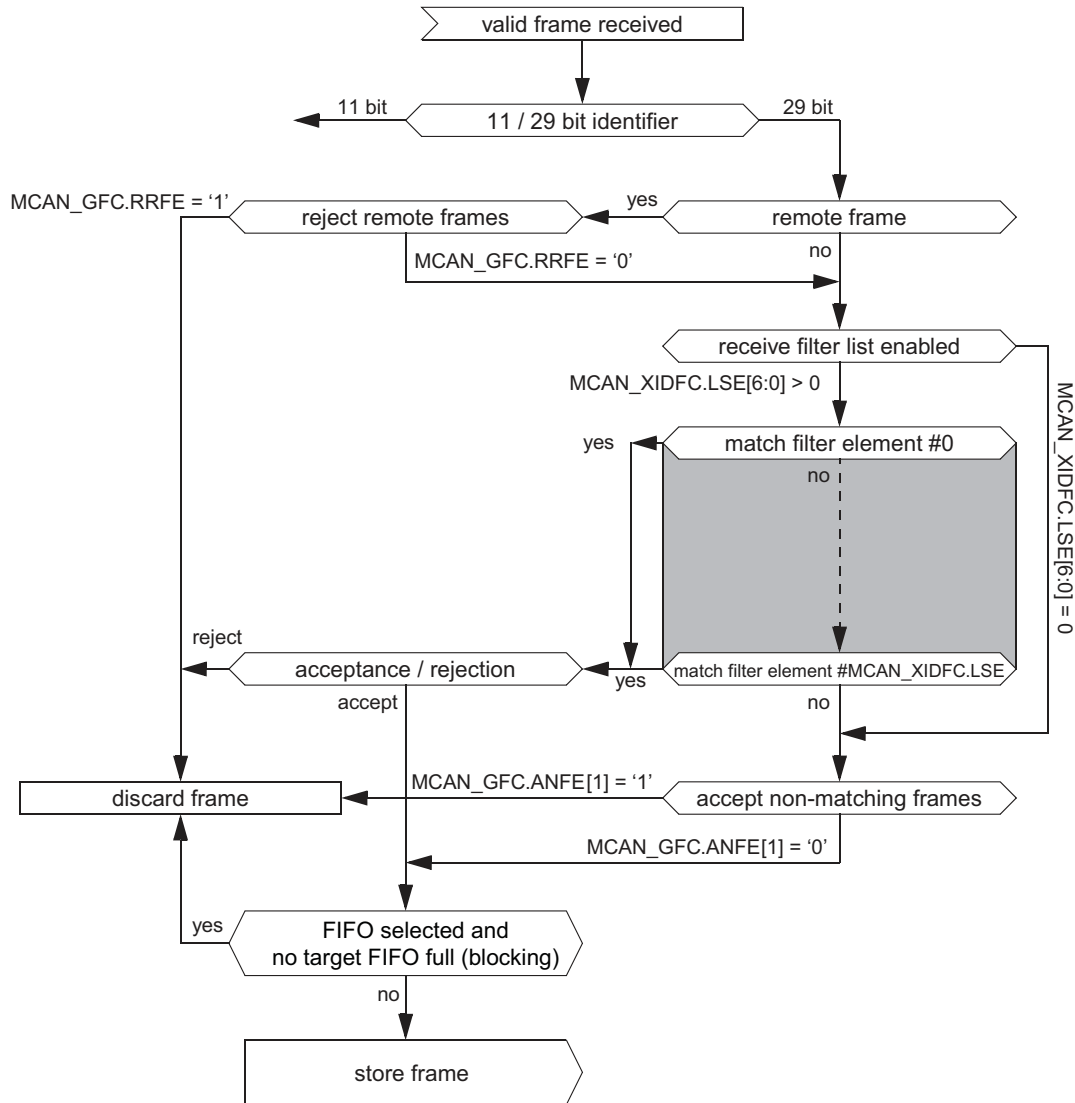 valid frame received
11 bit
29 bit
11 / 29 bit identifier
MCAN_GFC.RRFE = ‘1’
yes
reject remote frames
remote frame
no
MCAN_GFC.RRFE = ‘0’
receive filter list enabled
MCAN_XIDFC.LSE[6:0] > 0
MCAN_XIDFC.LSE[6:0] = 0
yes
match filter element #0
no
reject
acceptance / rejection
yes
match filter element #MCAN_XIDFC.LSE
accept
no
MCAN_GFC.ANFE[1] = ‘1’
discard frame
accept non-matching frames
MCAN_GFC.ANFE[1] = ‘0’
yes
FIFO selected and
no target FIFO full (blocking)
no
store frame